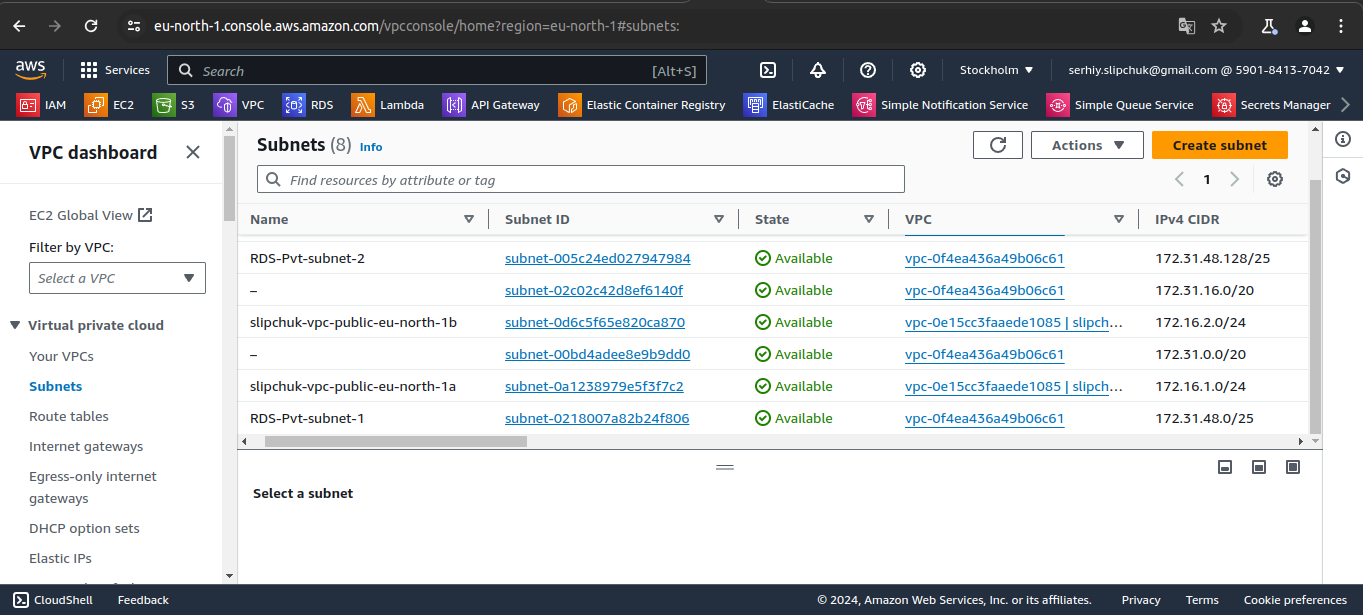 eu-north-1.console.aws.amazon.com/vpcconsole/home?region=eu-north-1#subnets:
aws Services Search [Alt+S] Stockholm serhiy.slipchuk@gmail.com @ 5901-8413-7042
IAM EC2 S3 VPC RDS Lambda API Gateway Elastic Container Registry ElastiCache Simple Notification Service Simple Queue Service Secrets Manager
VPC dashboard
EC2 Global View
Filter by VPC:
Select a VPC
Virtual private cloud
Your VPCs
Subnets
Route tables
Internet gateways
Egress-only internet
gateways
DHCP option sets
Elastic IPs
Subnets (8) Info
Actions
Create subnet
Find resources by attribute or tag
1
Name Subnet ID State VPC IPv4 CIDR
RDS-Pvt-subnet-2 subnet-005c24ed027947984 Available vpc-0f4ea436a49b06c61 172.31.48.128/25
– subnet-02c02c42d8ef6140f Available vpc-0f4ea436a49b06c61 172.31.16.0/20
slipchuk-vpc-public-eu-north-1b subnet-0d6c5f65e820ca870 Available vpc-0e15cc3faaede1085 | slipch… 172.16.2.0/24
– subnet-00bd4adee8e9b9dd0 Available vpc-0f4ea436a49b06c61 172.31.0.0/20
slipchuk-vpc-public-eu-north-1a subnet-0a1238979e5f3f7c2 Available vpc-0e15cc3faaede1085 | slipch… 172.16.1.0/24
RDS-Pvt-subnet-1 subnet-0218007a82b24f806 Available vpc-0f4ea436a49b06c61 172.31.48.0/25
Select a subnet
CloudShell Feedback © 2024, Amazon Web Services, Inc. or its affiliates. Privacy Terms Cookie preferences